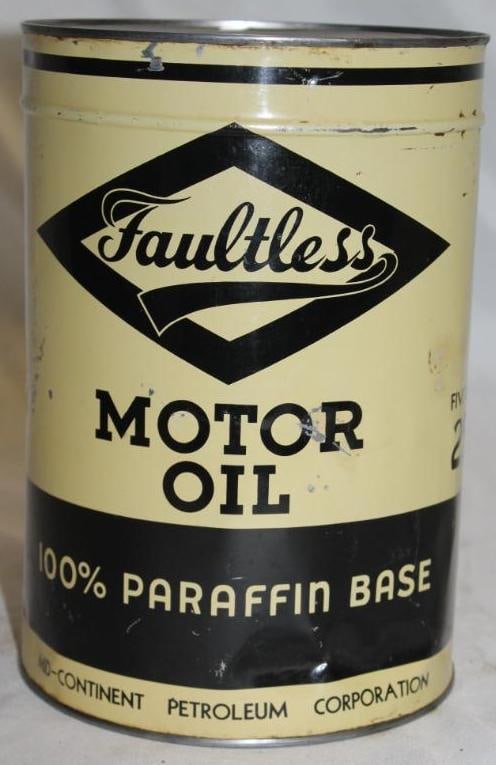 Faultless
MOTOR
OIL
100% PARAFFIN BASE
CONTINENT PETROLEUM CORPORATION